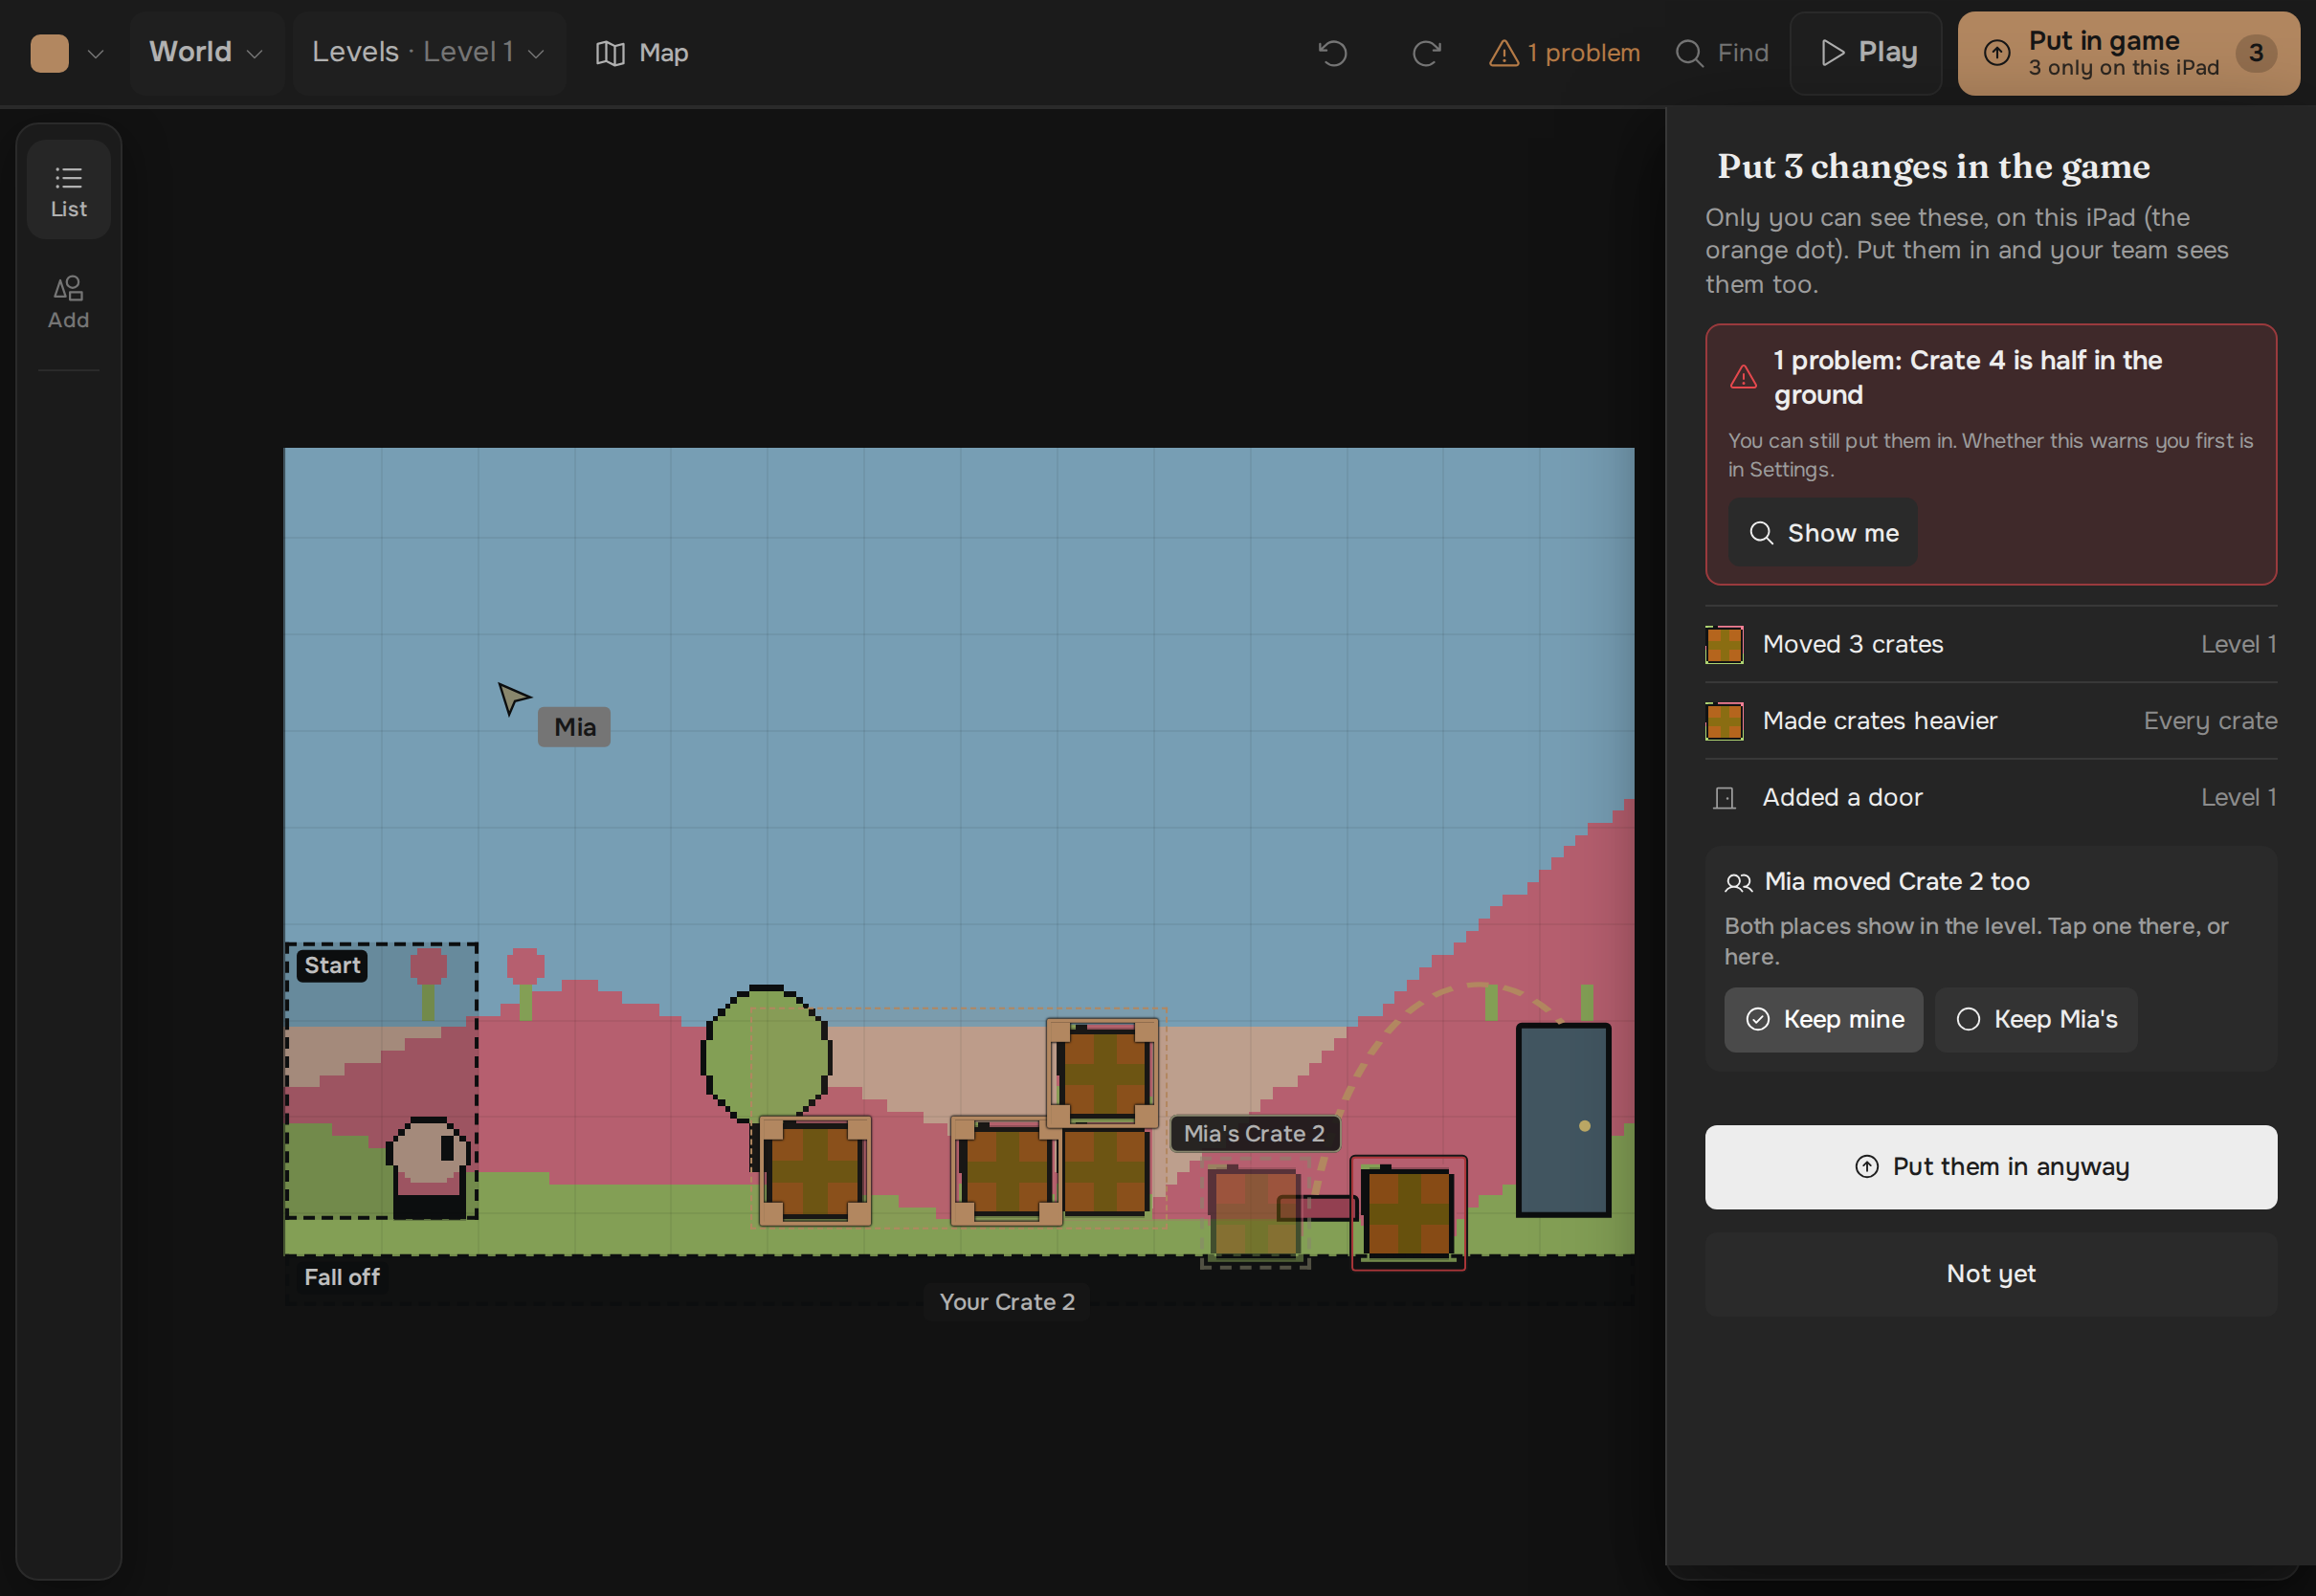 World
Levels · Level 1
Map
1 problem
Find
Play
Put in game
3 only on this iPad
3
List
Add
Mia
Start
Mia's Crate 2
Fall off
Your Crate 2
Put 3 changes in the game
Only you can see these, on this iPad (the
orange dot). Put them in and your team sees
them too.
1 problem: Crate 4 is half in the
ground
You can still put them in. Whether this warns you first is
in Settings.
Show me
Moved 3 crates Level 1
Made crates heavier Every crate
Added a door Level 1
Mia moved Crate 2 too
Both places show in the level. Tap one there, or
here.
Keep mine
Keep Mia's
Put them in anyway
Not yet